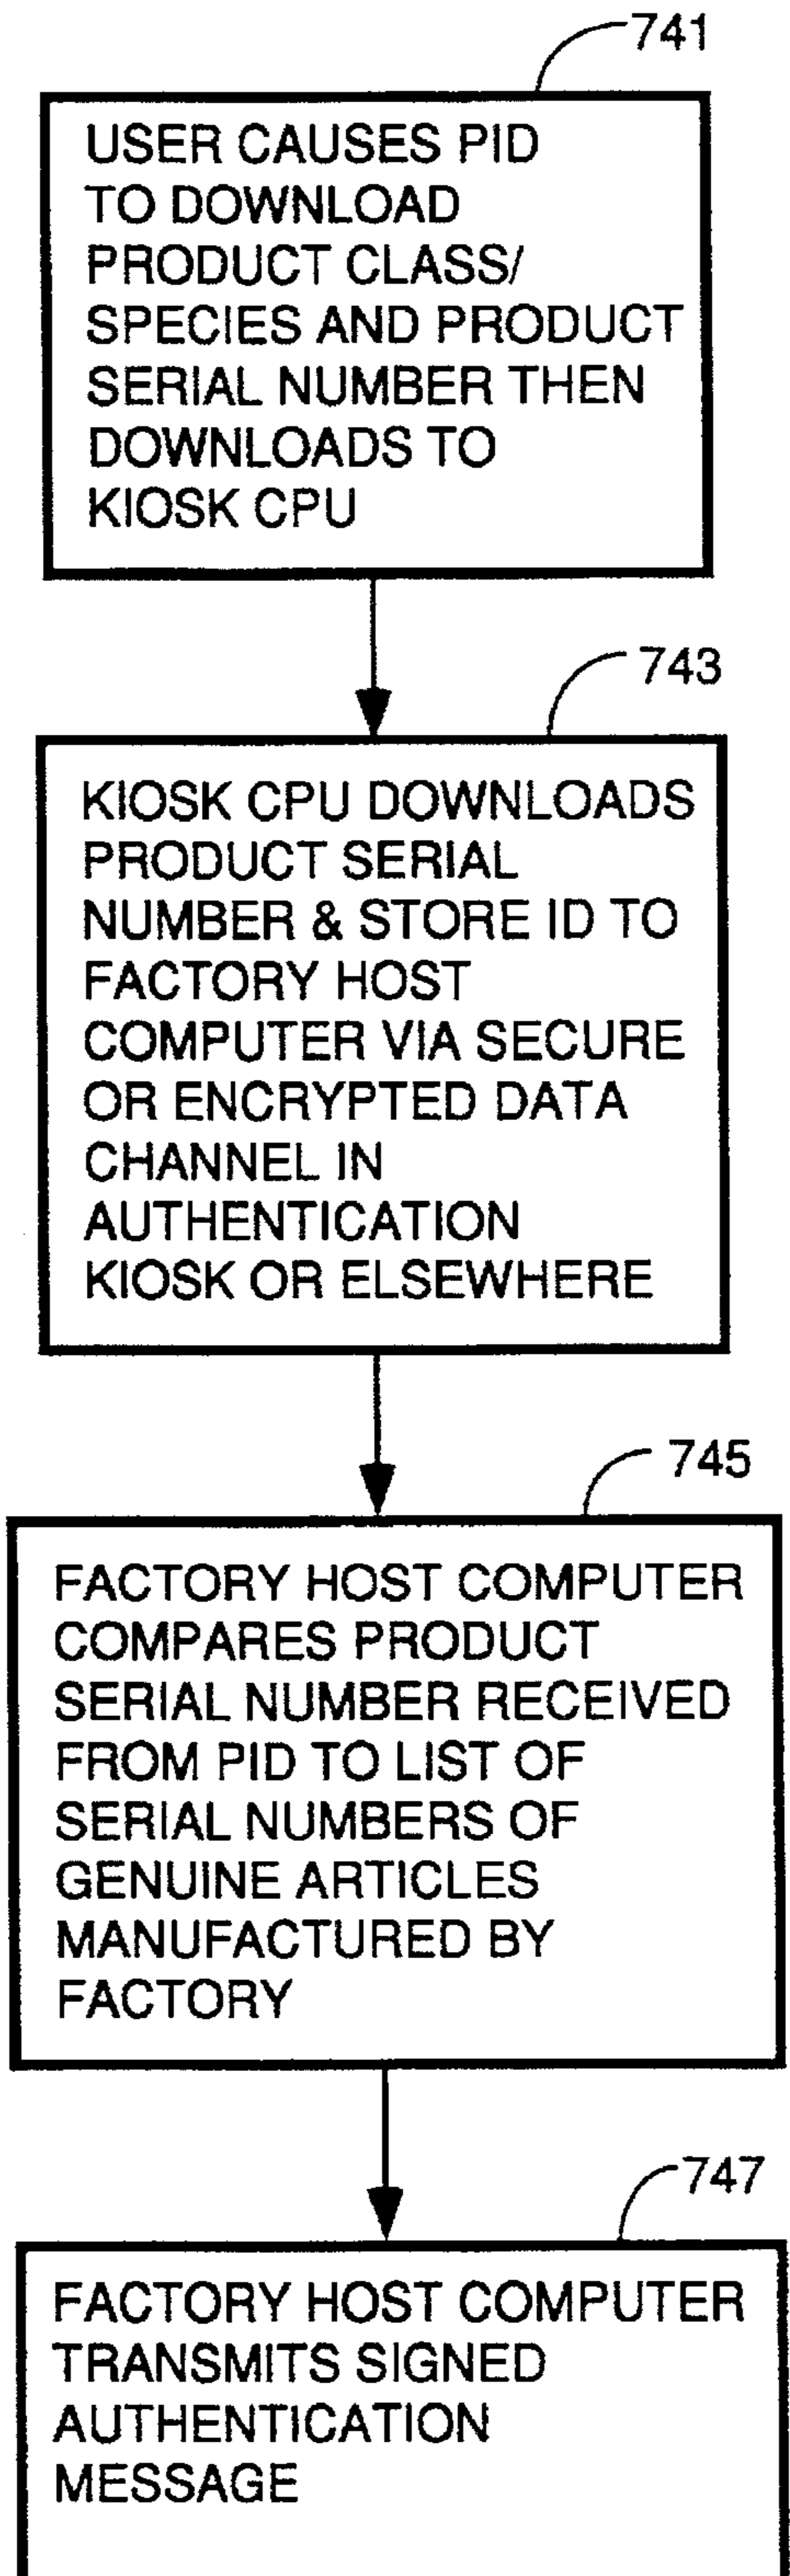 741
USER CAUSES PID
TO DOWNLOAD
PRODUCT CLASS/
SPECIES AND PRODUCT
SERIAL NUMBER THEN
DOWNLOADS TO
KIOSK CPU
743
KIOSK CPU DOWNLOADS
PRODUCT SERIAL
NUMBER & STORE ID TO
FACTORY HOST
COMPUTER VIA SECURE
OR ENCRYPTED DATA
CHANNEL IN
AUTHENTICATION
KIOSK OR ELSEWHERE
745
FACTORY HOST COMPUTER
COMPARES PRODUCT
SERIAL NUMBER RECEIVED
FROM PID TO LIST OF
SERIAL NUMBERS OF
GENUINE ARTICLES
MANUFACTURED BY
FACTORY
747
FACTORY HOST COMPUTER
TRANSMITS SIGNED
AUTHENTICATION
MESSAGE